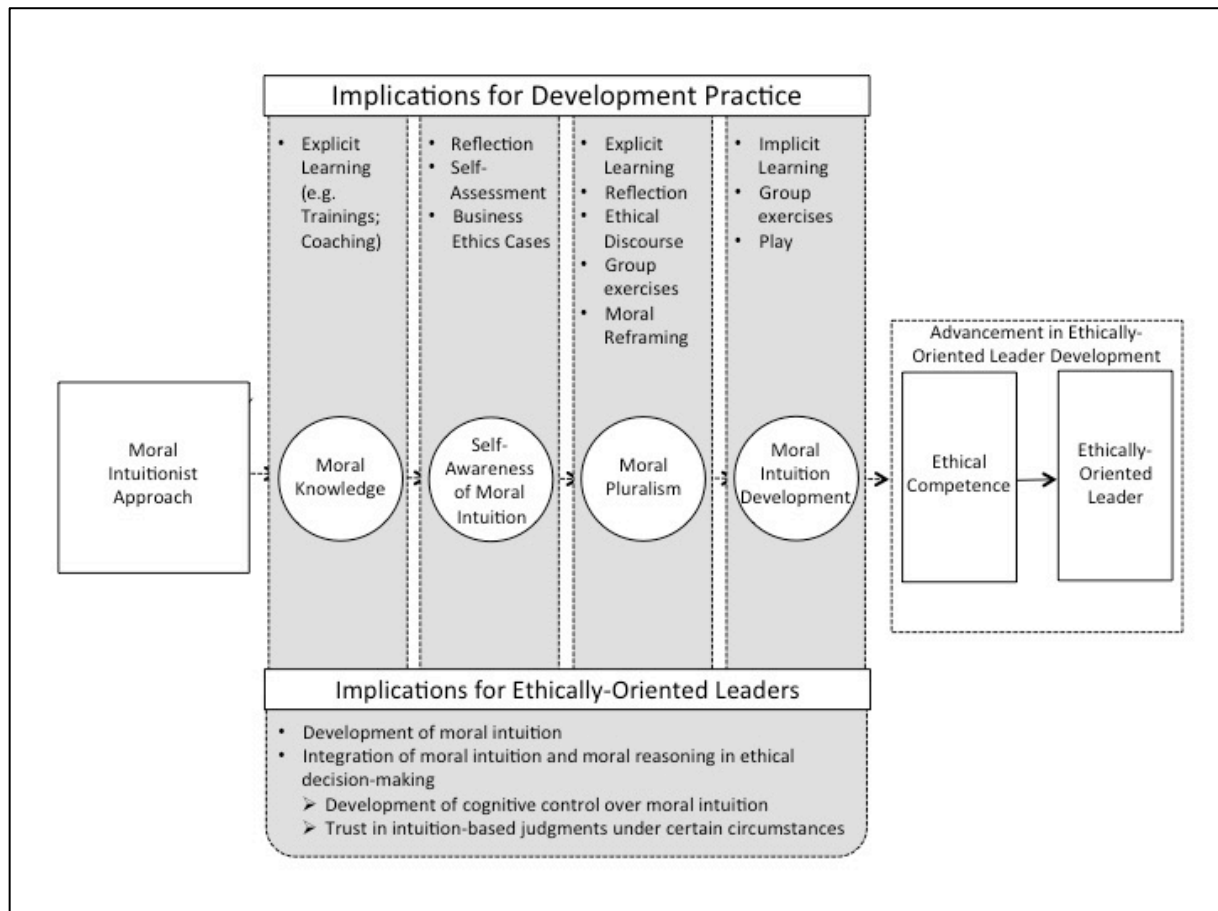 Implications for Development Practice
• Explicit
Learning
(e.g.
Trainings;
Coaching)
• Reflection
• Self-
Assessment
• Business
Ethics Cases
• Explicit
Learning
• Reflection
• Ethical
Discourse
• Group
exercises
• Moral
Reframing
• Implicit
Learning
• Group
exercises
• Play
Moral
Intuitionist
Approach
Moral
Knowledge
Self-
Awareness
of Moral
Intuition
Moral
Pluralism
Moral
Intuition
Development
Advancement in Ethically-
Oriented Leader Development
Ethical
Competence
Ethically-
Oriented
Leader
Implications for Ethically-Oriented Leaders
• Development of moral intuition
• Integration of moral intuition and moral reasoning in ethical
decision-making
➤ Development of cognitive control over moral intuition
➤ Trust in intuition-based judgments under certain circumstances